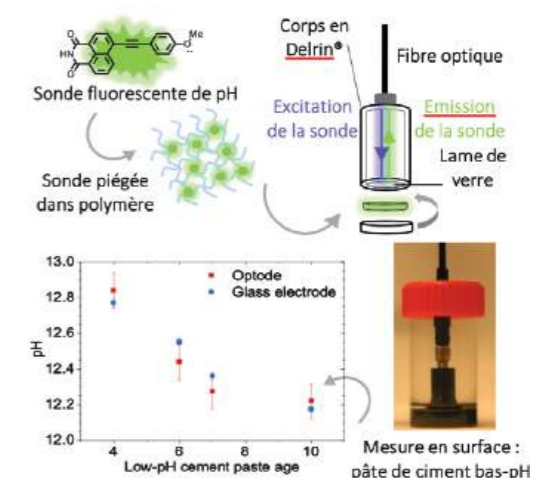 O
HN
O
Me
O
Sonde fluorescente de pH
Sonde piégée
dans polymère
Corps en
Delrin®
Fibre optique
Excitation
de la sonde
Emission
de la sonde
Lame de
verre
13.0
12.8
12.6
12.4
12.2
12.0
pH
Optode
Glass electrode
4
6
8
10
Low-pH cement paste age
Mesure en surface :
pâte de ciment bas-pH